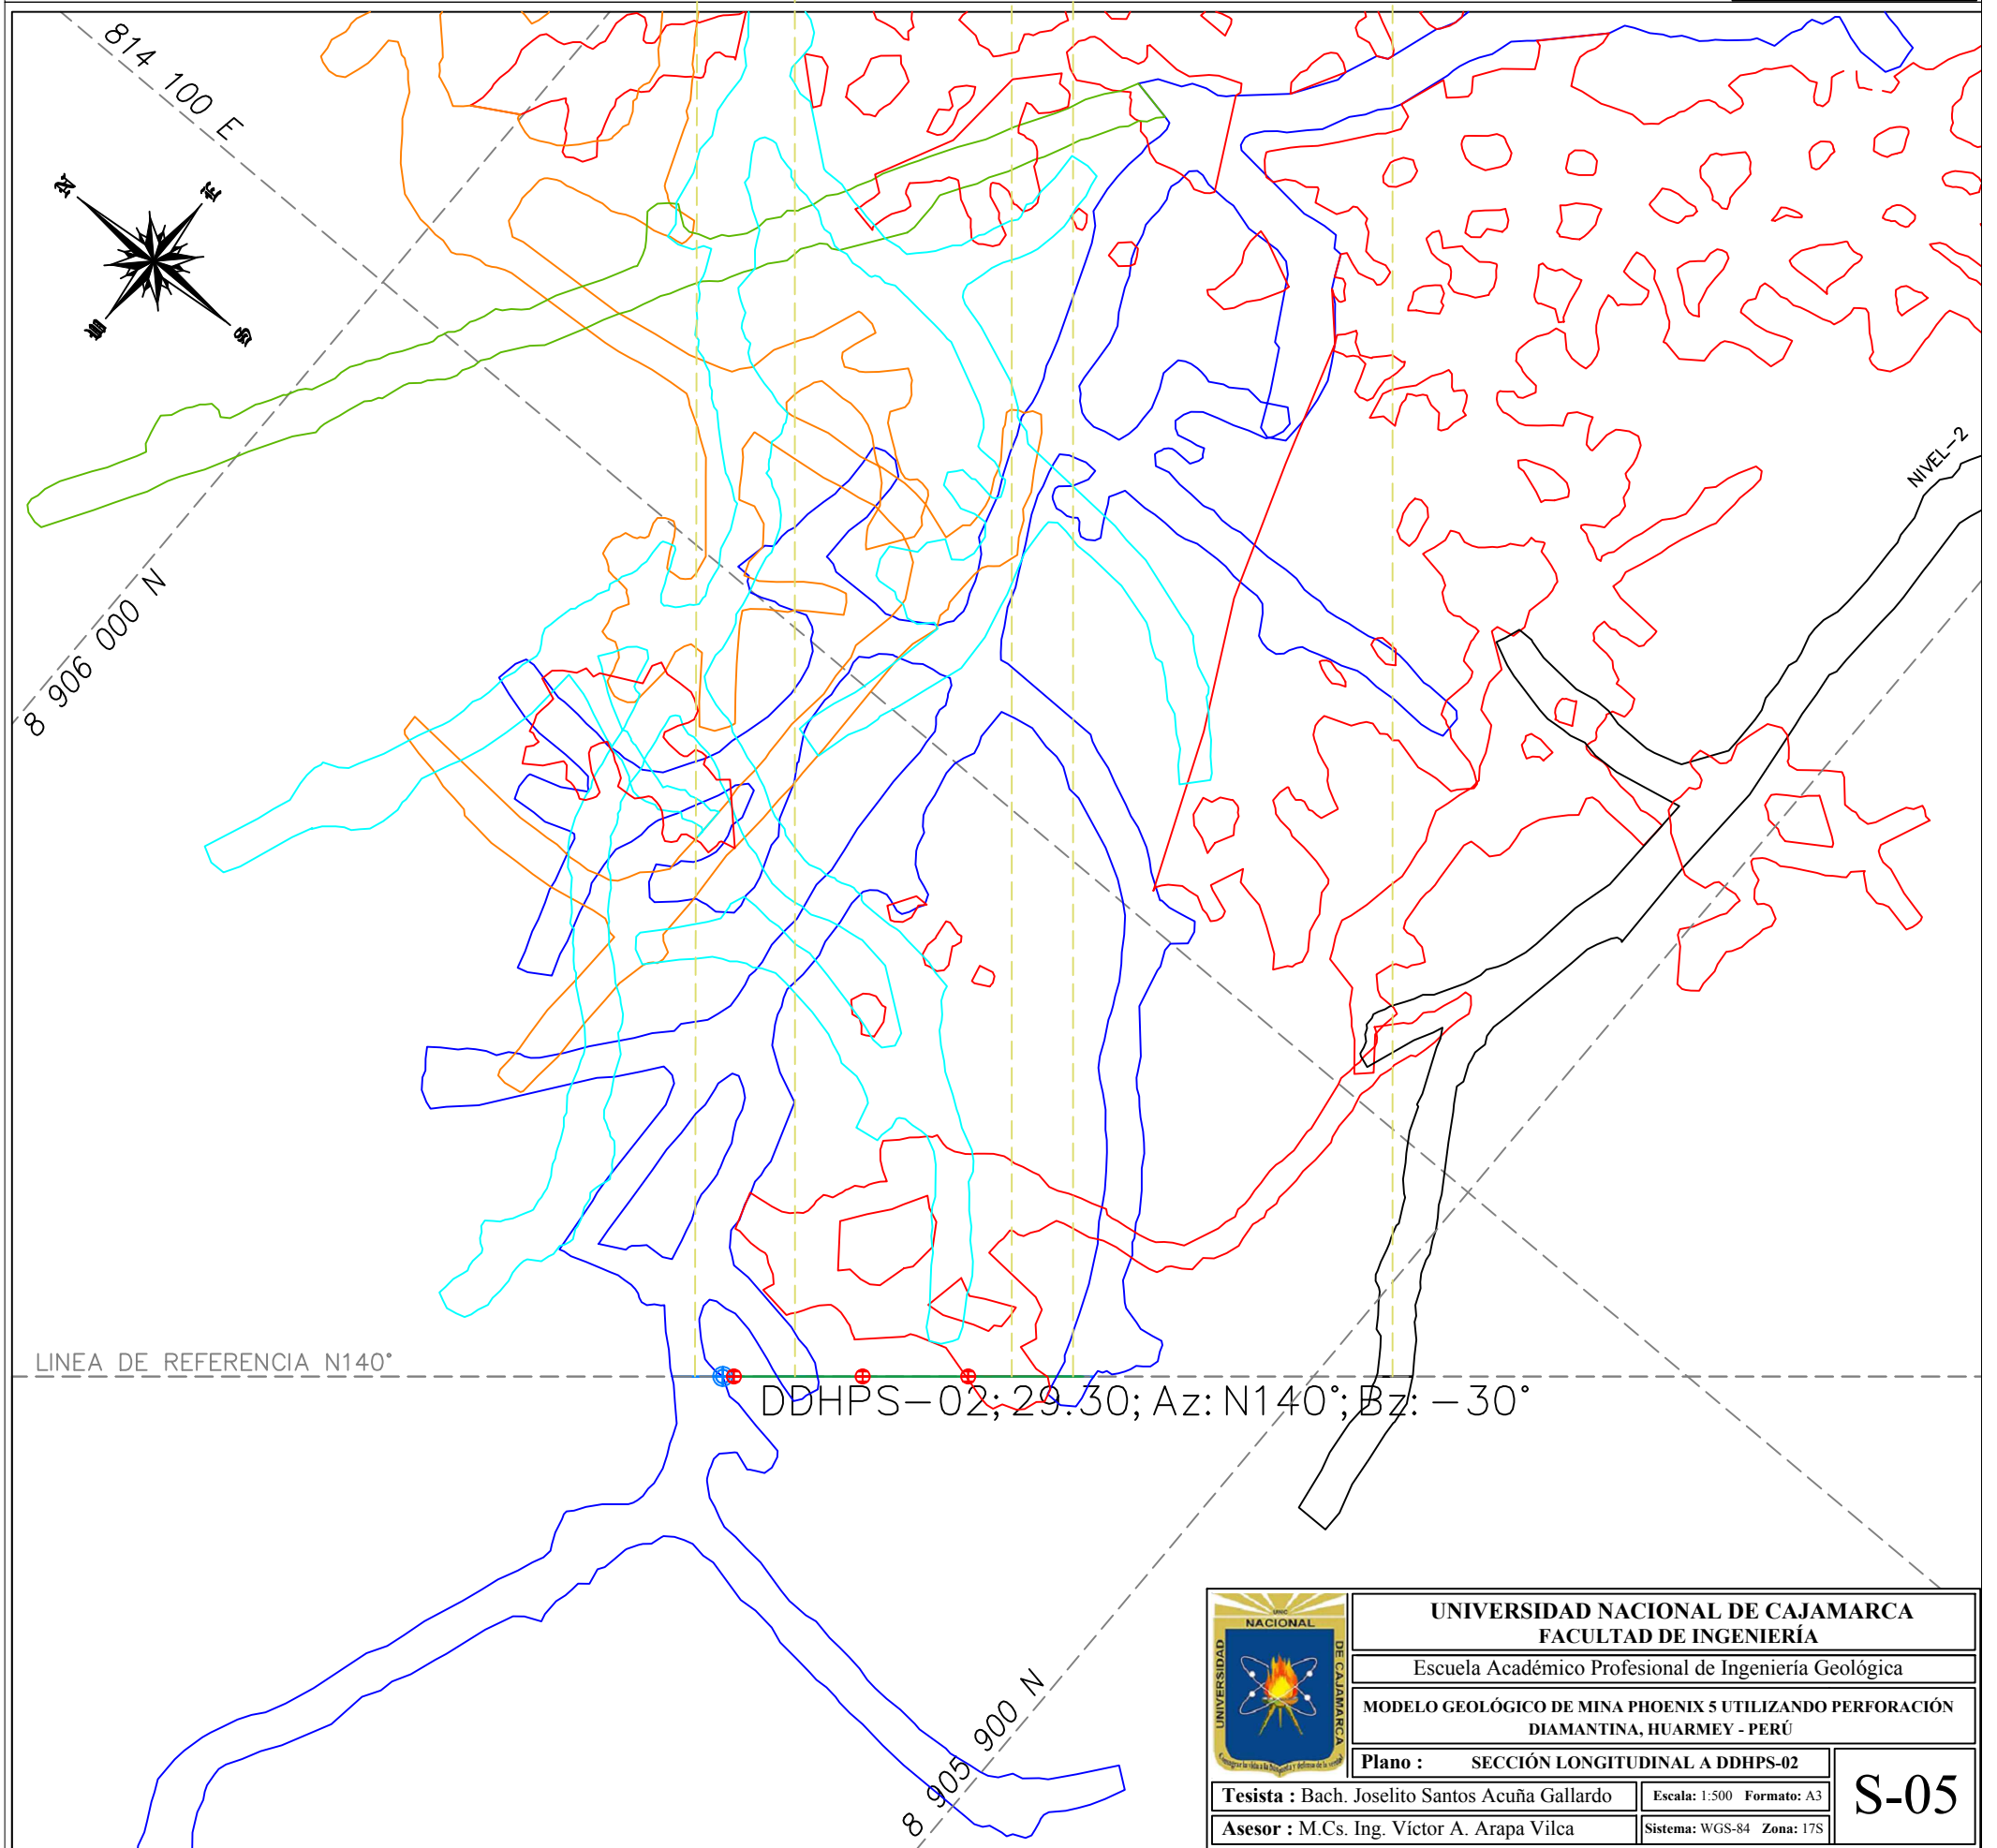 814 100 E
N
E
W
S
8 906 000 N
NIVEL-2
LINEA DE REFERENCIA N140°
DDHPS-02; 29.30; Az: N140°; Bz: -30°
8 905 900 N
UNC
NACIONAL
UNIVERSIDAD
DE CAJAMARCA
UNIVERSIDAD NACIONAL DE CAJAMARCA
FACULTAD DE INGENIERÍA
Escuela Académico Profesional de Ingeniería Geológica
MODELO GEOLÓGICO DE MINA PHOENIX 5 UTILIZANDO PERFORACIÓN
DIAMANTINA, HUARMEY - PERÚ
Plano : SECCIÓN LONGITUDINAL A DDHPS-02
S-05
Tesista : Bach. Joselito Santos Acuña Gallardo
Escala: 1:500 Formato: A3
Asesor : M.Cs. Ing. Víctor A. Arapa Vilca
Sistema: WGS-84 Zona: 17S